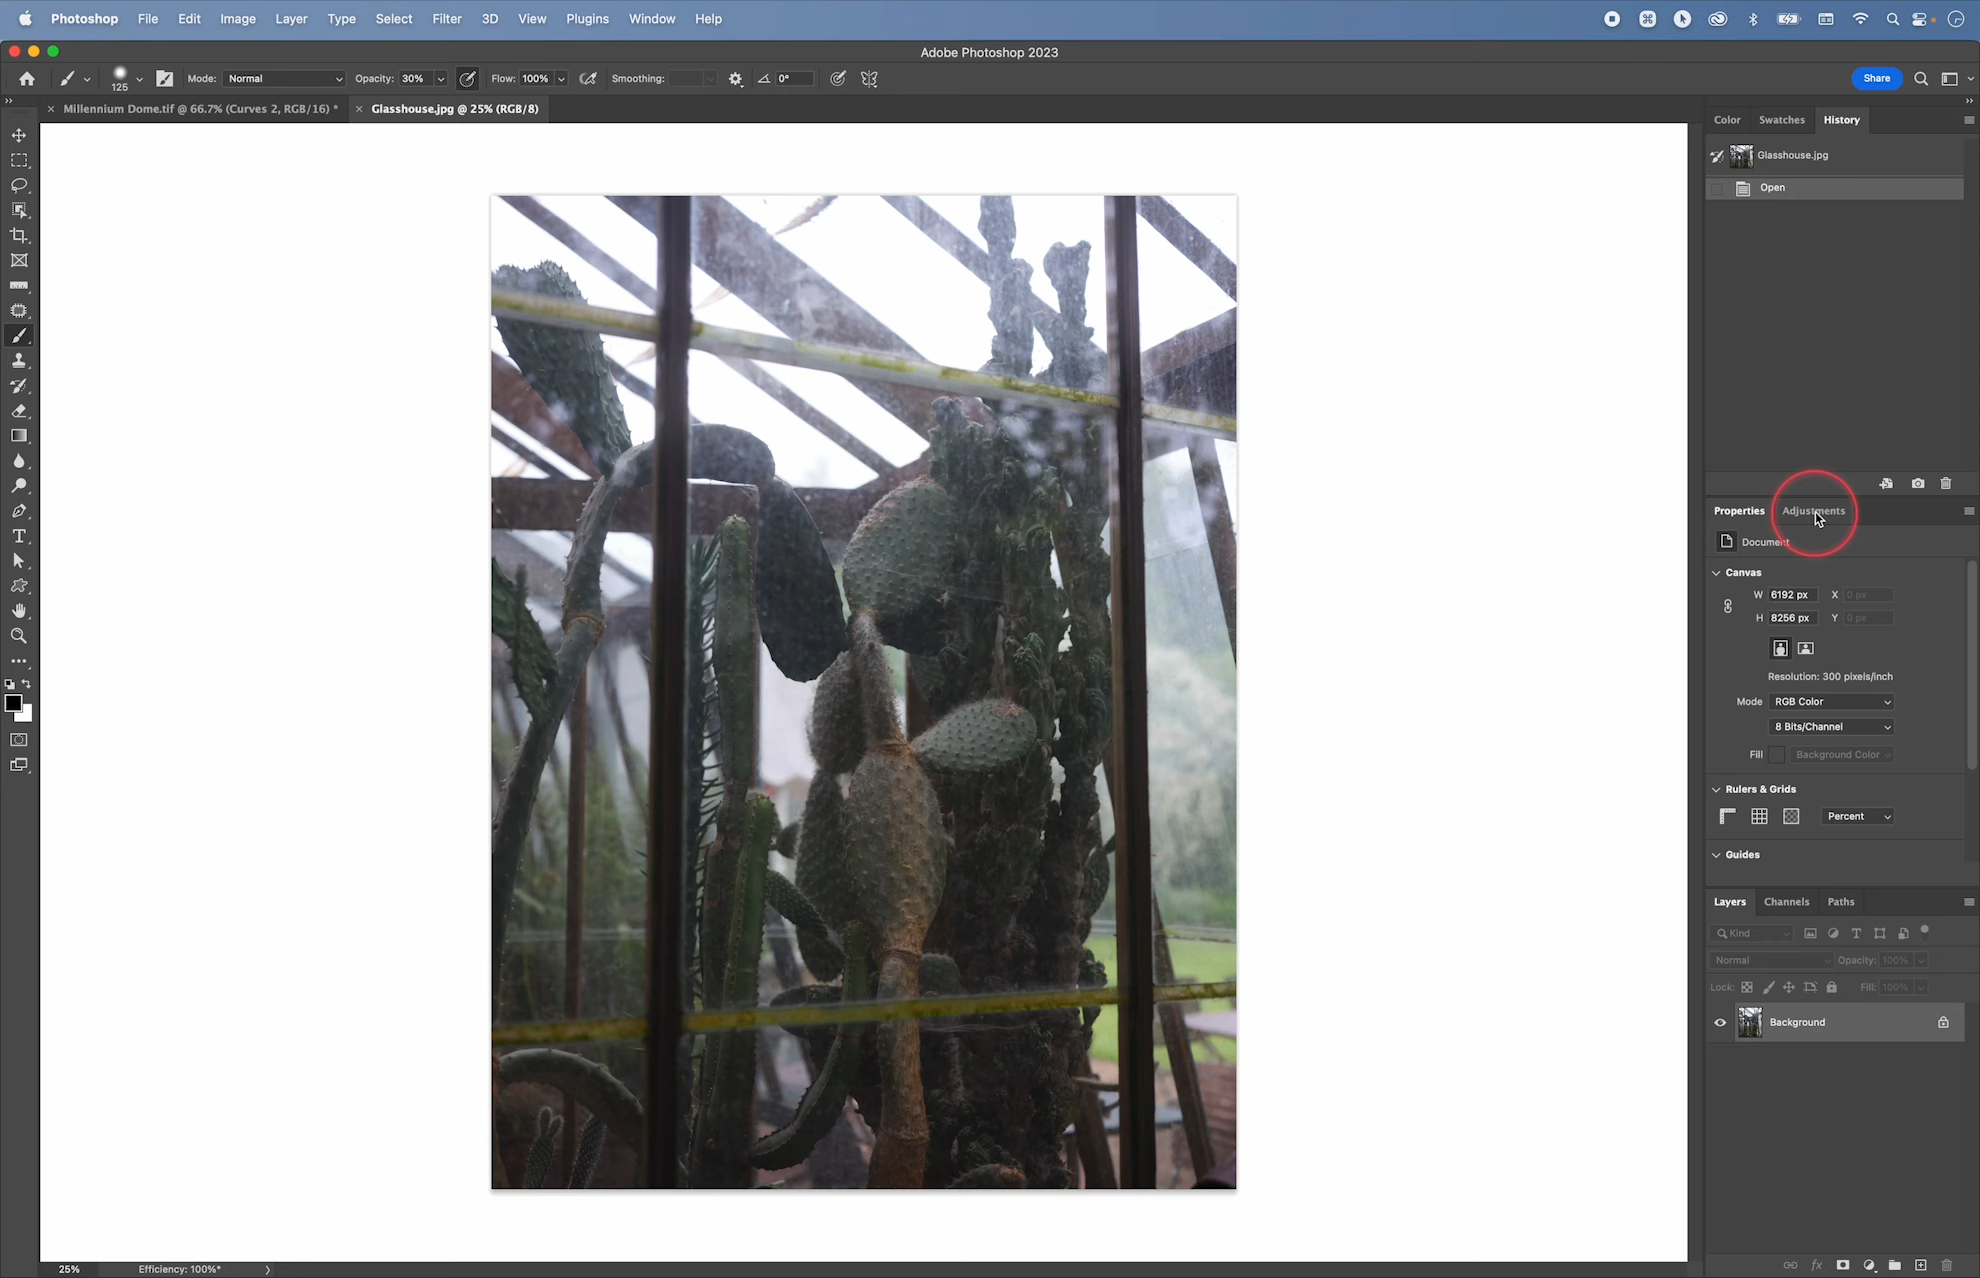 Photoshop File Edit Image Layer Type Select Filter 3D View Plugins Window Help
Adobe Photoshop 2023
125 Mode: Normal Opacity: 30% Flow: 100% Smoothing: 0° Share
Millennium Dome.tif @ 66.7% (Curves 2, RGB/16) * Glasshouse.jpg @ 25% (RGB/8)
Color Swatches History
Glasshouse.jpg
Open
Properties Adjustments
Document
Canvas
W 6192 px X 0 px
H 8256 px Y 0 px
Resolution: 300 pixels/inch
Mode RGB Color
8 Bits/Channel
Fill Background Color
Rulers & Grids
Percent
Guides
Layers Channels Paths
Kind
Normal Opacity: 100%
Lock: Fill: 100%
Background
25% Efficiency: 100%*